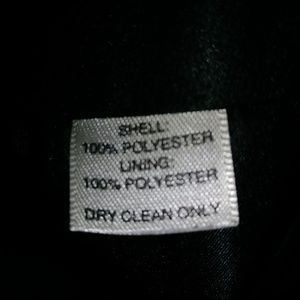 SHELL:
100% POLYESTER
LINING:
100% POLYESTER
DRY CLEAN ONLY